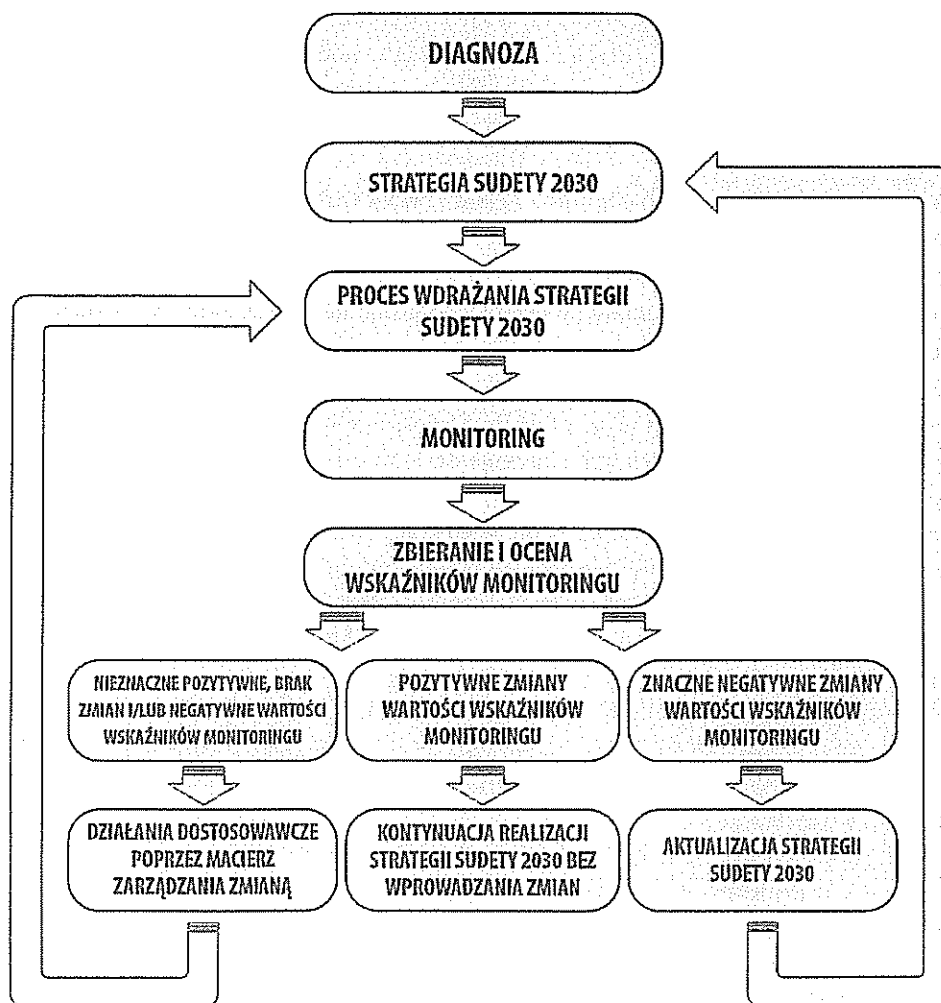 DIAGNOZA
STRATEGIA SUDETY 2030
PROCES WDRAŻANIA STRATEGII
SUDETY 2030
MONITORING
ZBIERANIE I OCENA
WSKAŹNIKÓW MONITORINGU
NIEZNACZNE POZYTYWNE, BRAK
ZMIAN I/LUB NEGATYWNE WARTOŚCI
WSKAŹNIKÓW MONITORINGU
POZYTYWNE ZMIANY
WARTOŚCI WSKAŹNIKÓW
MONITORINGU
ZNACZNE NEGATYWNE ZMIANY
WARTOŚCI WSKAŹNIKÓW
MONITORINGU
DZIAŁANIA DOSTOSOWAWCZE
POPRZEZ MACIERZ
ZARZĄDZANIA ZMIANĄ
KONTYNUACJA REALIZACJI
STRATEGII SUDETY 2030 BEZ
WPROWADZANIA ZMIAN
AKTUALIZACJA STRATEGII
SUDETY 2030